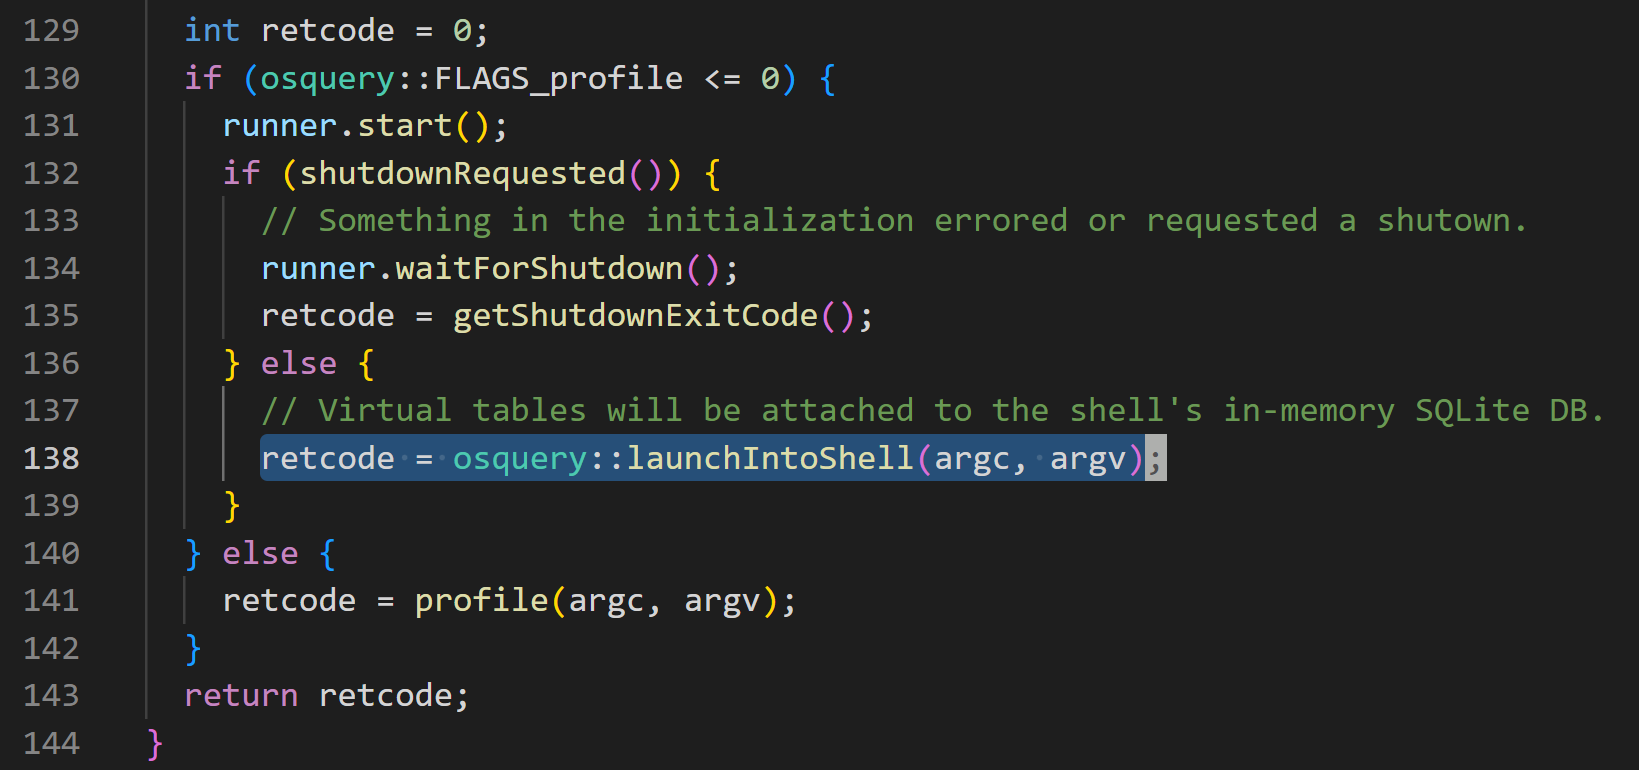 129 int retcode = 0;
130 if (osquery::FLAGS_profile <= 0) {
131 runner.start();
132 if (shutdownRequested()) {
133 // Something in the initialization errored or requested a shutown.
134 runner.waitForShutdown();
135 retcode = getShutdownExitCode();
136 } else {
137 // Virtual tables will be attached to the shell's in-memory SQLite DB.
138 retcode = osquery::launchIntoShell(argc, argv);
139 }
140 } else {
141 retcode = profile(argc, argv);
142 }
143 return retcode;
144 }